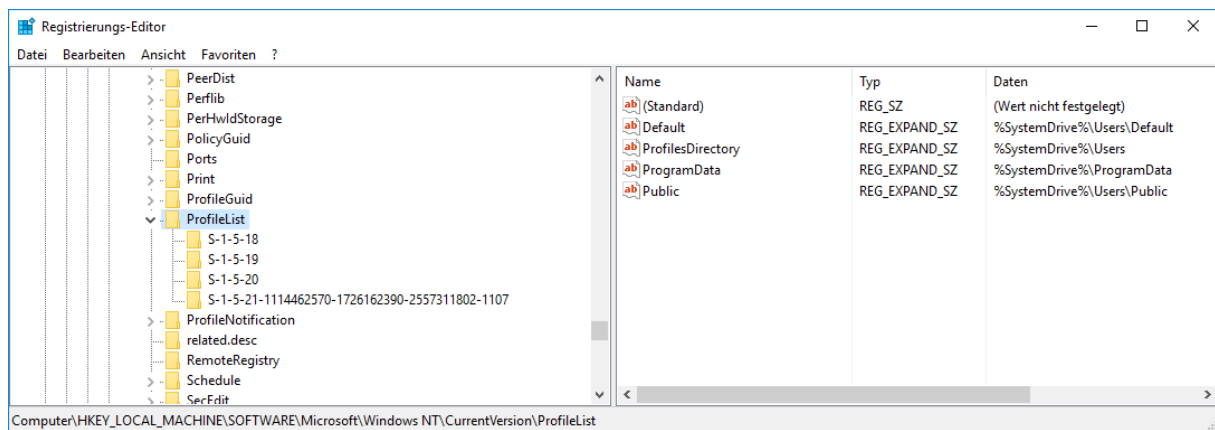 Registrierungs-Editor
Datei Bearbeiten Ansicht Favoriten ?
PeerDist
Perflib
PerHwIdStorage
PolicyGuid
Ports
Print
ProfileGuid
ProfileList
S-1-5-18
S-1-5-19
S-1-5-20
S-1-5-21-1114462570-1726162390-2557311802-1107
ProfileNotification
related.desc
RemoteRegistry
Schedule
SecEdit
Name Typ Daten
(Standard) REG_SZ (Wert nicht festgelegt)
Default REG_EXPAND_SZ %SystemDrive%\Users\Default
ProfilesDirectory REG_EXPAND_SZ %SystemDrive%\Users
ProgramData REG_EXPAND_SZ %SystemDrive%\ProgramData
Public REG_EXPAND_SZ %SystemDrive%\Users\Public
Computer\HKEY_LOCAL_MACHINE\SOFTWARE\Microsoft\Windows NT\CurrentVersion\ProfileList